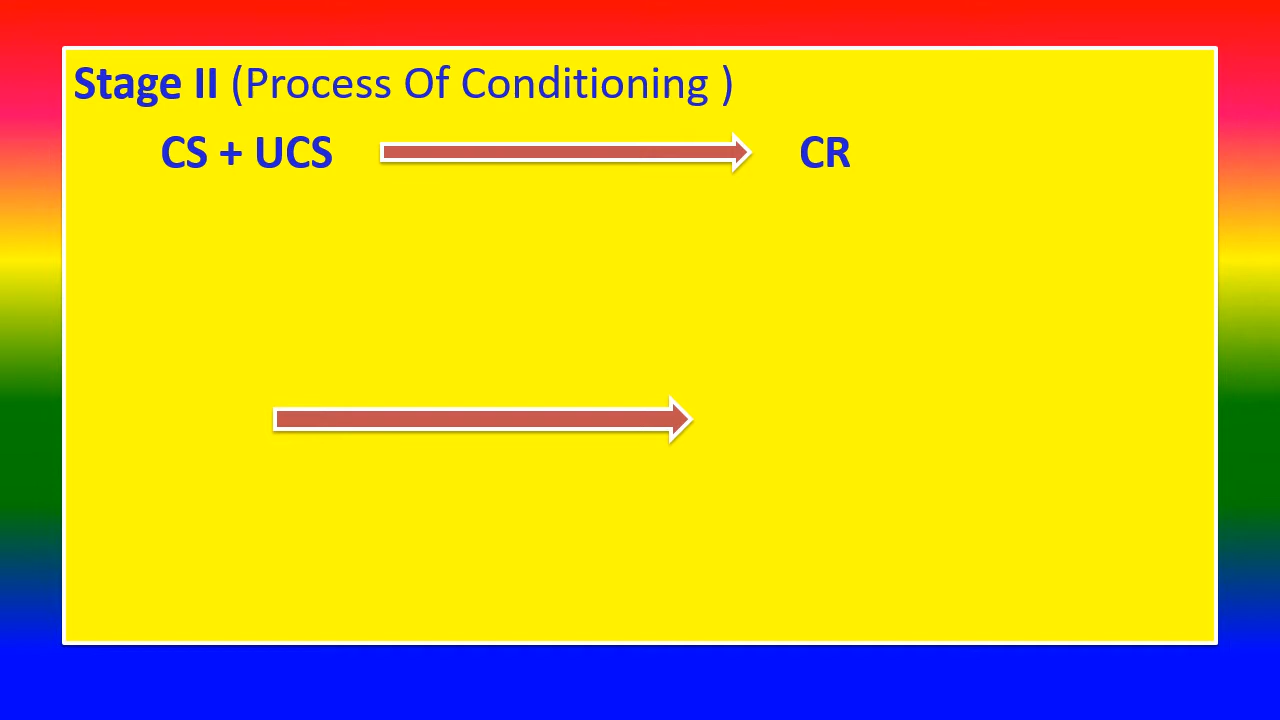 Stage II (Process Of Conditioning )
CS + UCS CR